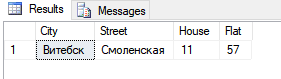 Results Messages
City Street House Flat
1 Витебск Смоленская 11 57